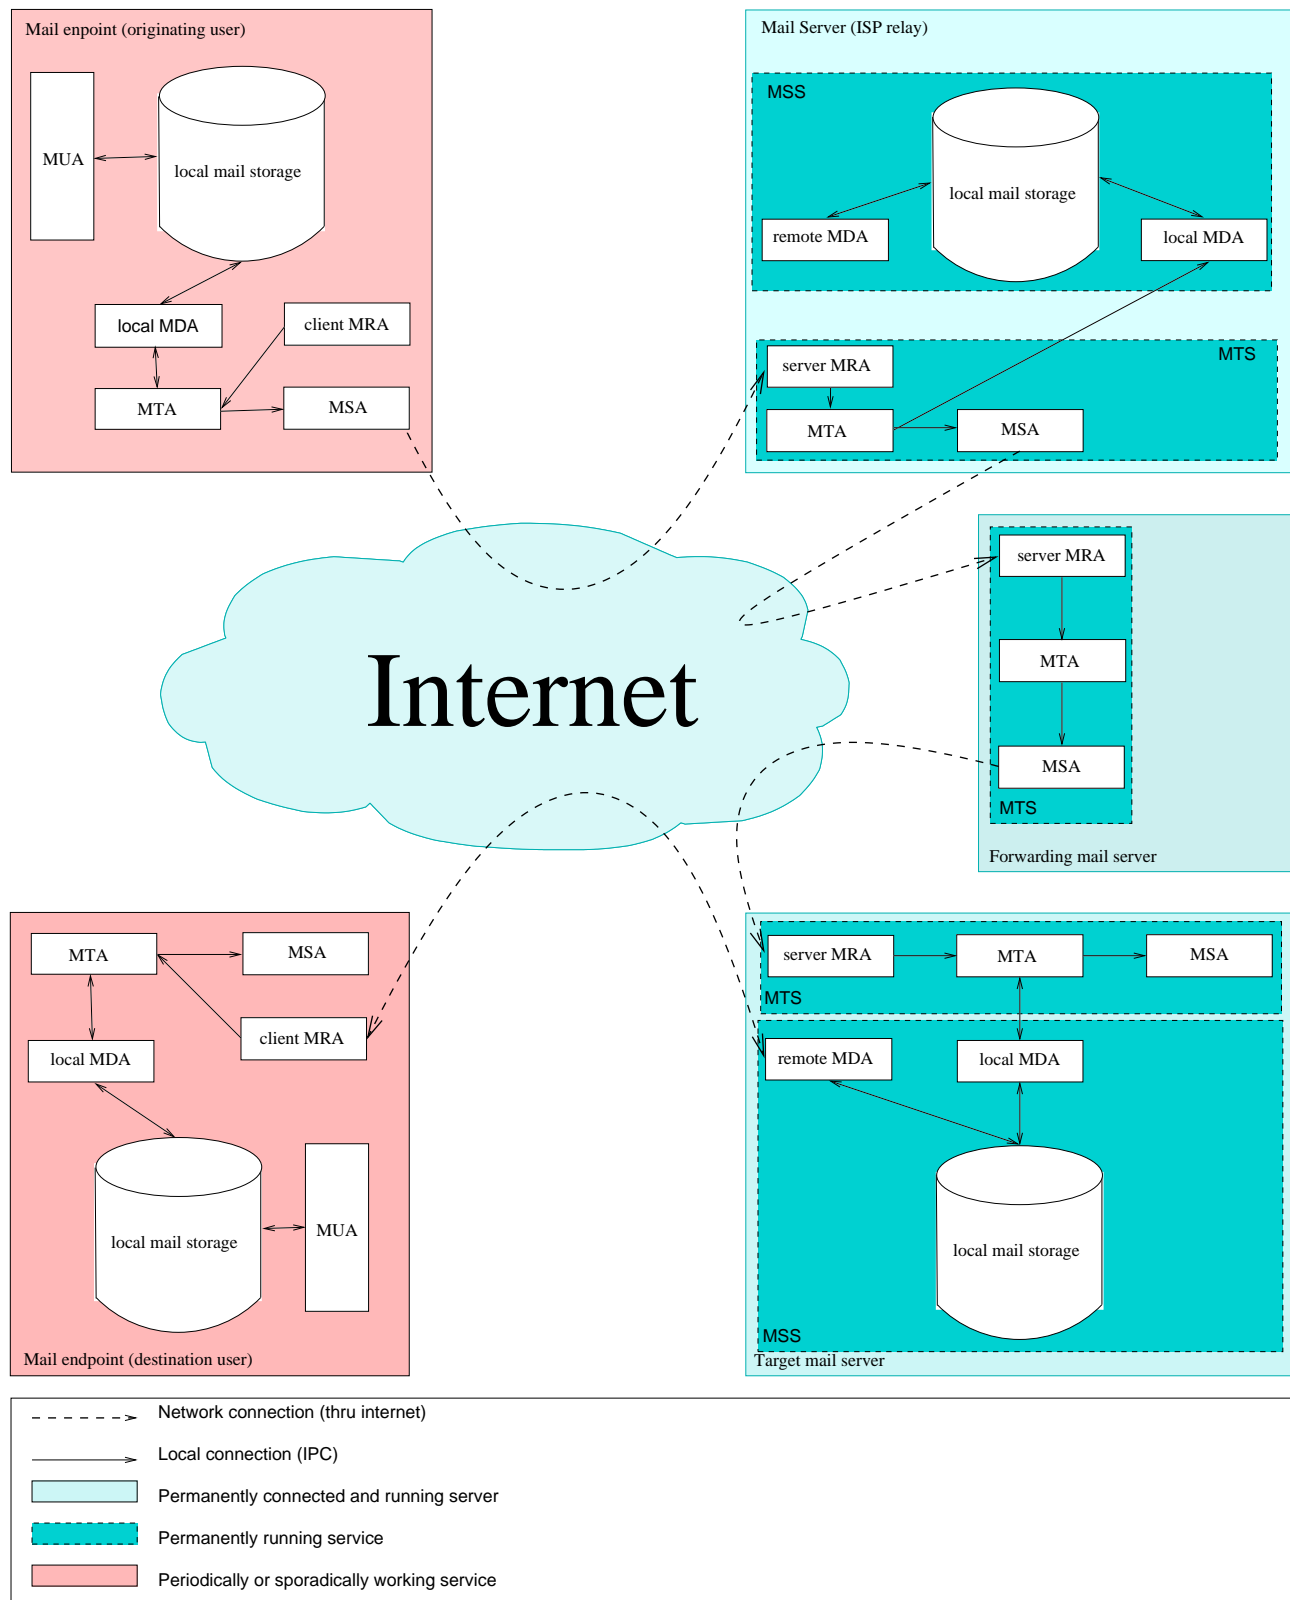 Mail enpoint (originating user)
MUA
local mail storage
local MDA
client MRA
MTA
MSA
Mail Server (ISP relay)
MSS
local mail storage
remote MDA
local MDA
MTS
server MRA
MTA
MSA
Internet
server MRA
MTA
MSA
MTS
Forwarding mail server
MTA
MSA
client MRA
local MDA
local mail storage
MUA
Mail endpoint (destination user)
server MRA
MTA
MSA
MTS
remote MDA
local MDA
local mail storage
MSS
Target mail server
Network connection (thru internet)
Local connection (IPC)
Permanently connected and running server
Permanently running service
Periodically or sporadically working service